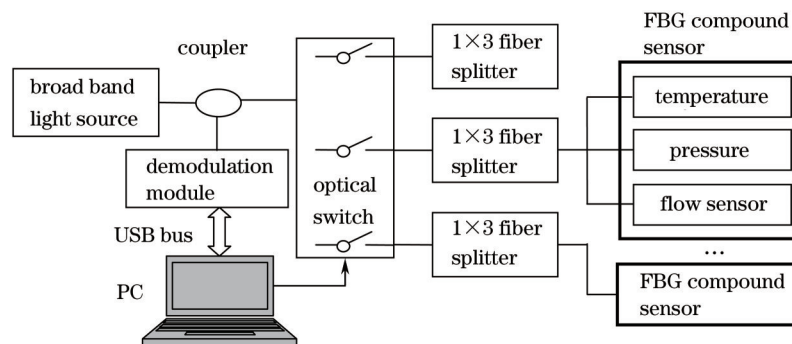 coupler
broad band
light source
demodulation
module
USB bus
PC
optical
switch
1×3 fiber
splitter
1×3 fiber
splitter
1×3 fiber
splitter
FBG compound
sensor
temperature
pressure
flow sensor
...
FBG compound
sensor